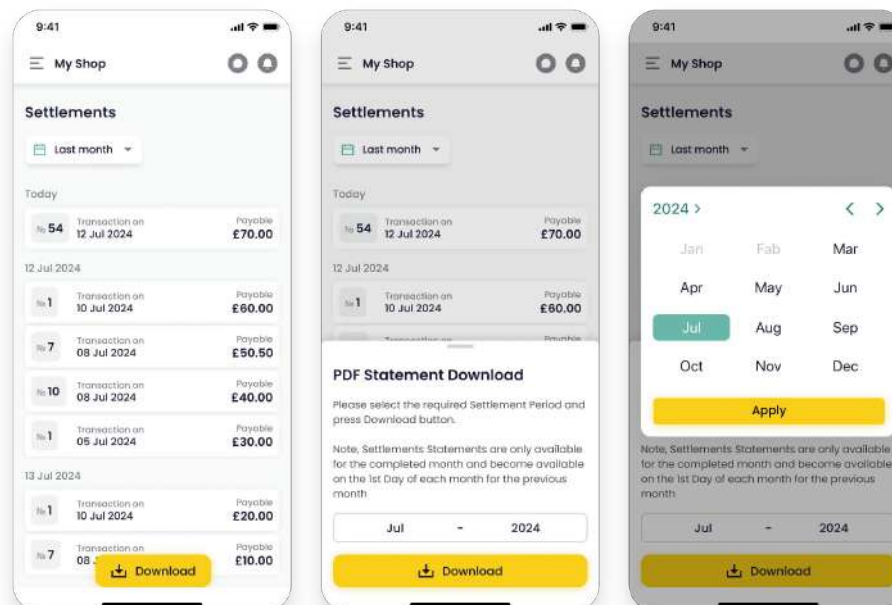 9:41
My Shop
Settlements
Last month
Today
№ 54
Transaction on
12 Jul 2024
Payable
£70.00
12 Jul 2024
№ 1
Transaction on
10 Jul 2024
Payable
£60.00
№ 7
Transaction on
08 Jul 2024
Payable
£50.50
№ 10
Transaction on
08 Jul 2024
Payable
£40.00
№ 1
Transaction on
05 Jul 2024
Payable
£30.00
13 Jul 2024
№ 1
Transaction on
10 Jul 2024
Payable
£20.00
№ 7
Transaction on
08
Payable
£10.00
Download
9:41
My Shop
Settlements
Last month
Today
№ 54
Transaction on
12 Jul 2024
Payable
£70.00
12 Jul 2024
№ 1
Transaction on
10 Jul 2024
Payable
£60.00
PDF Statement Download
Please select the required Settlement Period and
press Download button.
Note, Settlements Statements are only available
for the completed month and become available
on the 1st Day of each month for the previous
month
Jul - 2024
Download
9:41
My Shop
Settlements
Last month
2024 >
Jan Fab Mar
Apr May Jun
Jul Aug Sep
Oct Nov Dec
Apply
Note, Settlements Statements are only available
for the completed month and become available
on the 1st Day of each month for the previous
month
Jul - 2024
Download